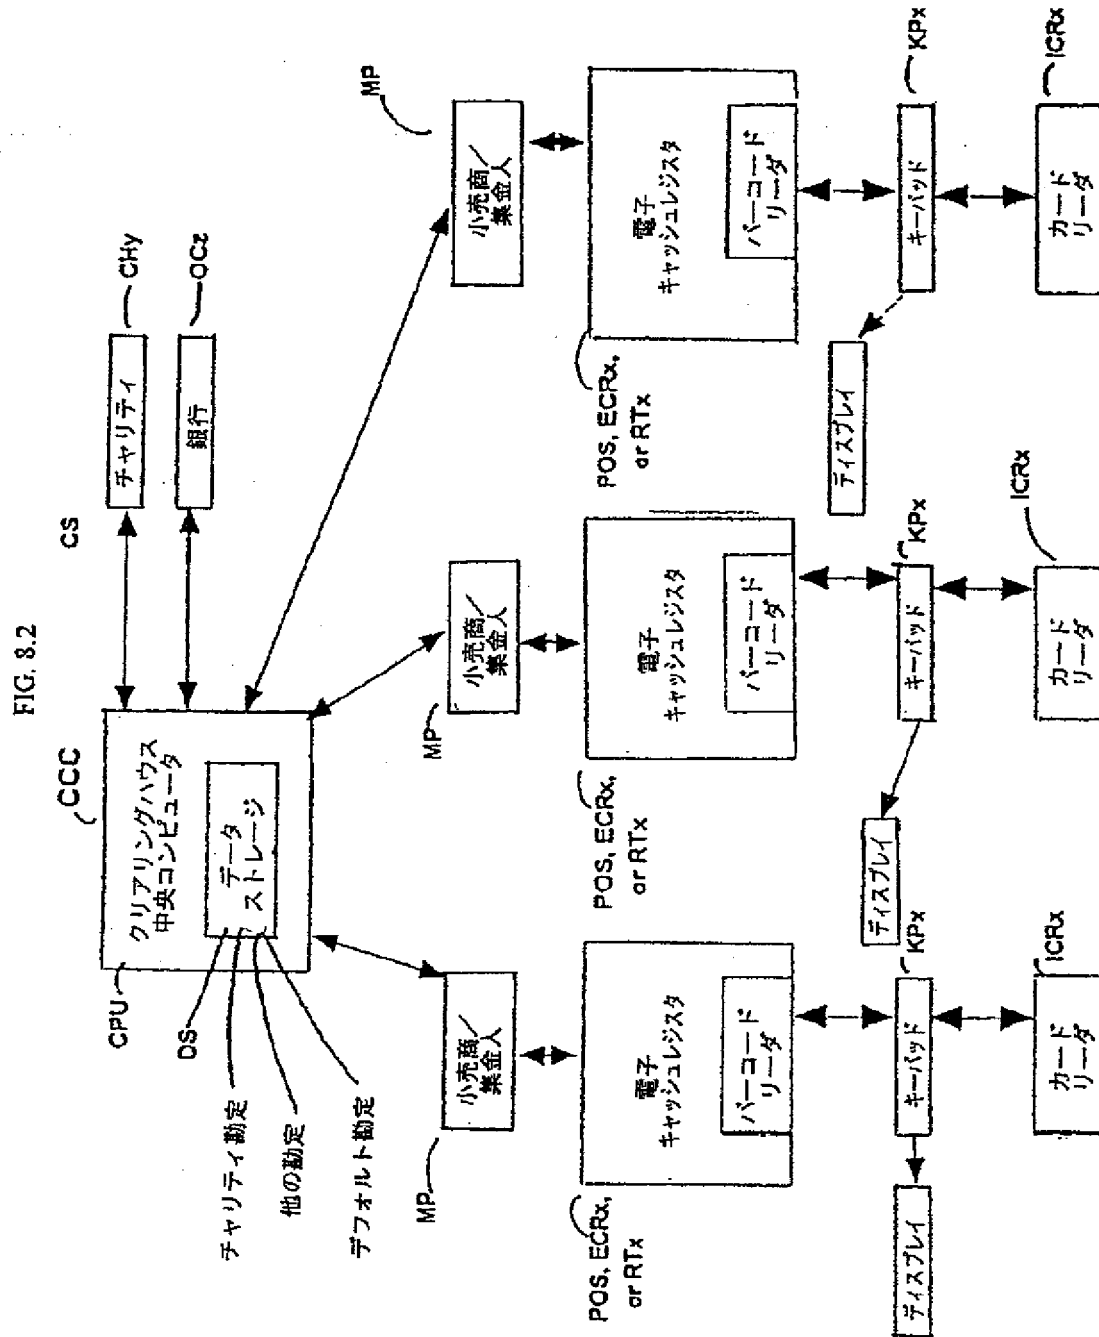 FIG. 8.2
CCC
CPU
クリアリングハウス
中央コンピュータ
データ
ストレージ
DS
チャリティ勘定
他の勘定
デフォルト勘定
CS
チャリティ
CHy
銀行
OCz
MP
小売商／
集金人
MP
小売商／
集金人
MP
小売商／
集金人
POS, ECRx,
or RTx
電子
キャッシュレジスタ
バーコード
リーダ
POS, ECRx,
or RTx
電子
キャッシュレジスタ
バーコード
リーダ
POS, ECRx,
or RTx
電子
キャッシュレジスタ
バーコード
リーダ
ディスプレイ
キーパッド
KPx
ディスプレイ
キーパッド
KPx
ディスプレイ
キーパッド
KPx
カード
リーダ
ICRx
カード
リーダ
ICRx
カード
リーダ
ICRx